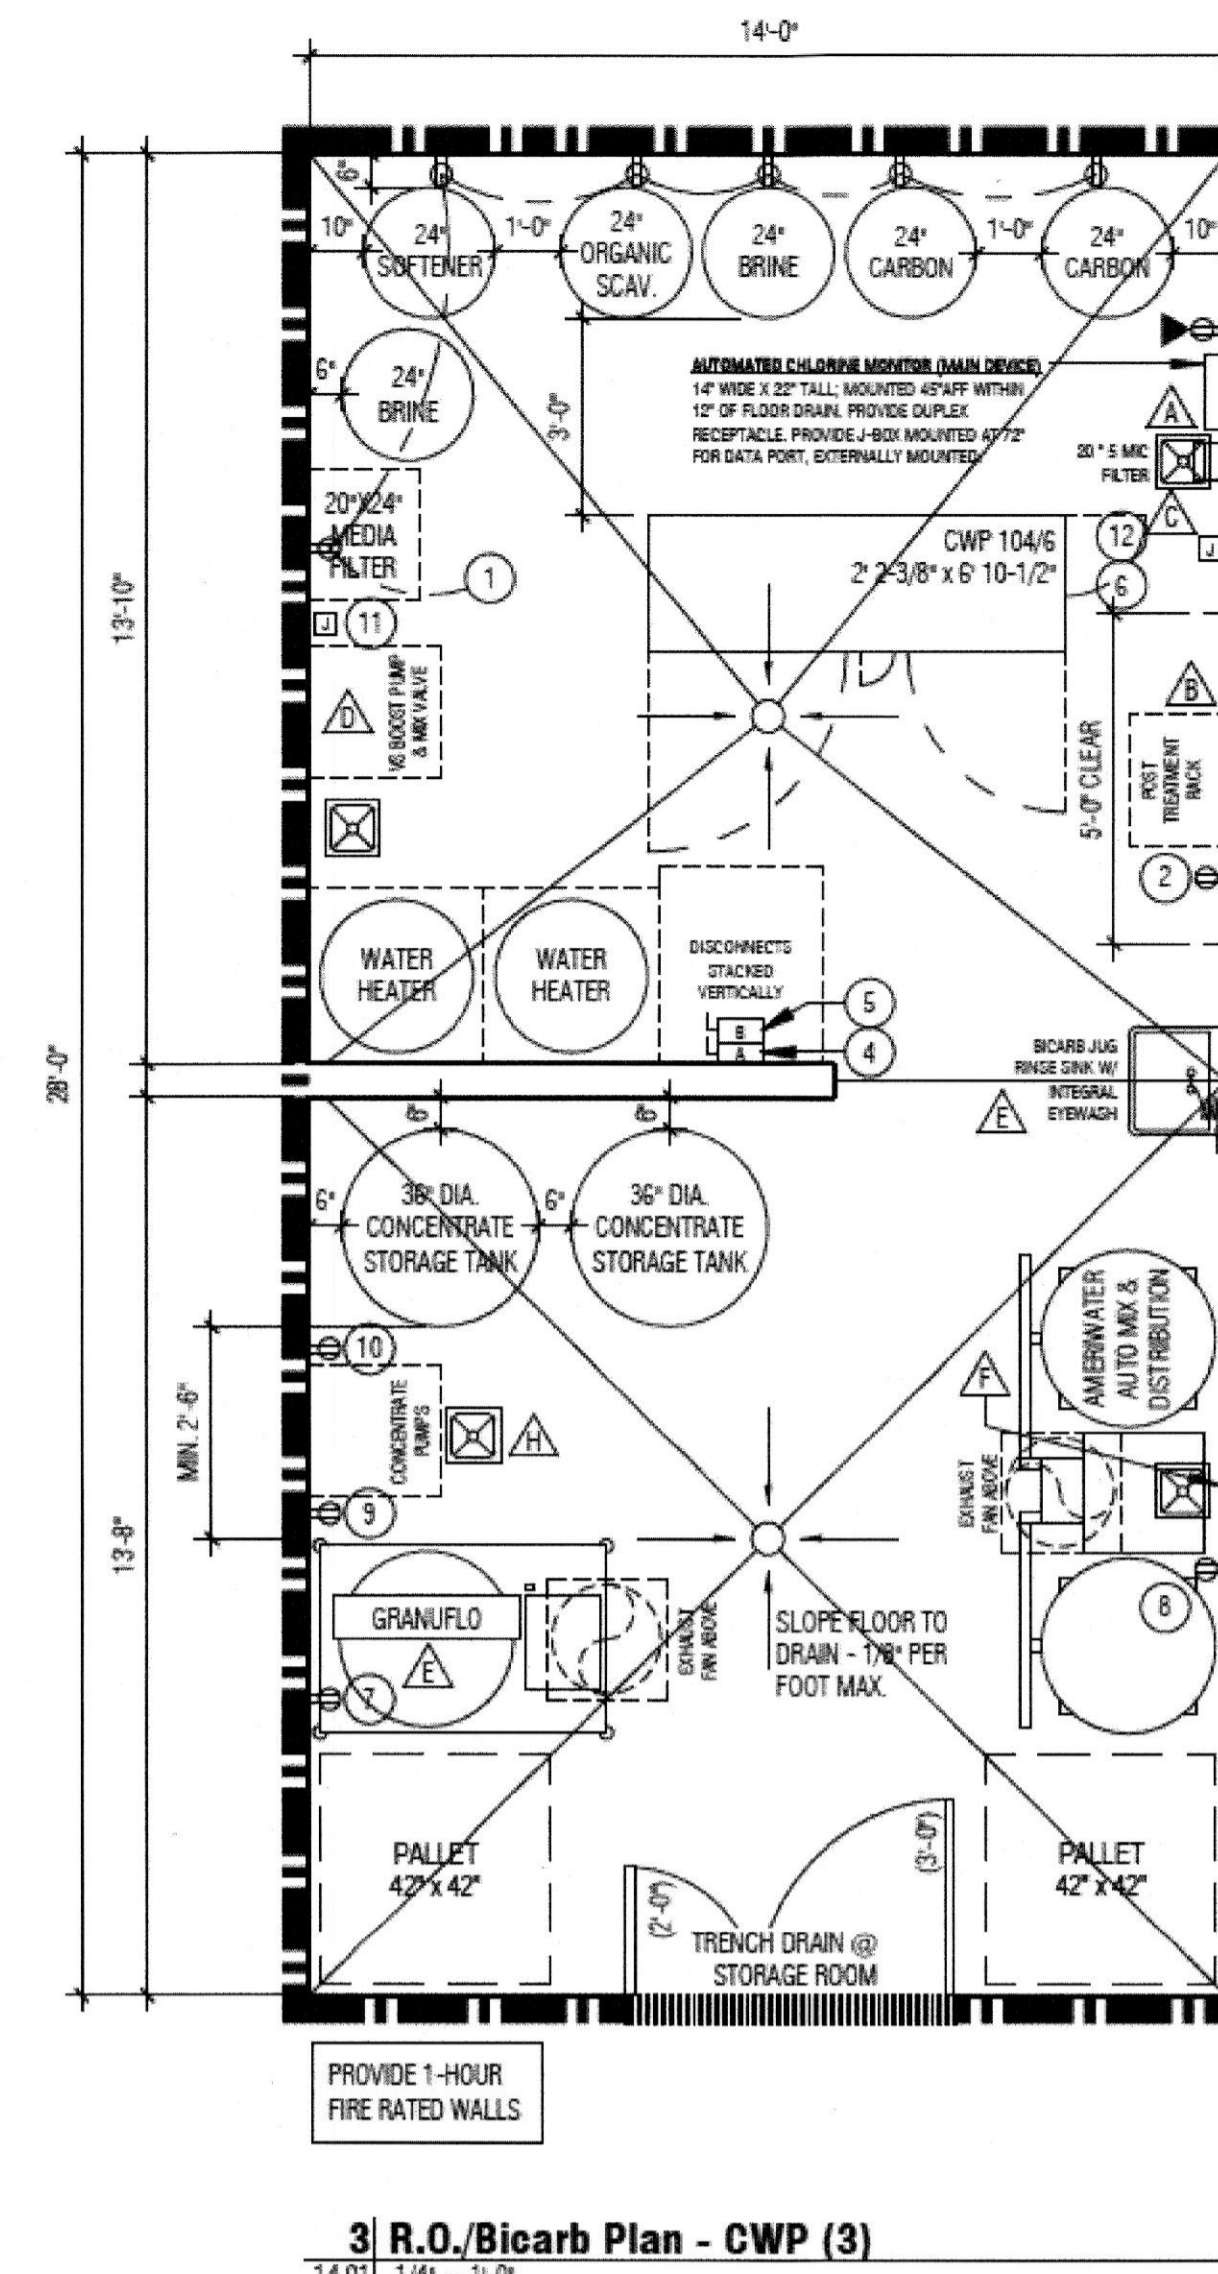 14'-0"
6"
10"
24"
SOFTENER
1'-0"
24"
ORGANIC
SCAV.
24"
BRINE
24"
CARBON
1'-0"
24"
CARBON
10"
6"
24"
BRINE
3'-0"
AUTOMATED CHLORINE MONITOR (MAIN DEVICE)
14" WIDE X 22" TALL; MOUNTED 45"AFF WITHIN
12" OF FLOOR DRAIN. PROVIDE DUPLEX
RECEPTACLE. PROVIDE J-BOX MOUNTED AT 72"
FOR DATA PORT, EXTERNALLY MOUNTED.
A
20 " 5 MIC
FILTER
C
20"X24"
MEDIA
FILTER
1
CWP 104/6
2' 2-3/8" x 6' 10-1/2"
12
6
J
J
11
13'-10"
D
VS BOOST PUMP
& MIX VALVE
5'-0" CLEAR
B
POST
TREATMENT
RACK
2
WATER
HEATER
WATER
HEATER
DISCONNECTS
STACKED
VERTICALLY
B
A
5
4
28'-0"
BICARB JUG
RINSE SINK W/
INTEGRAL
EYEWASH
E
6"
6"
6"
36" DIA.
CONCENTRATE
STORAGE TANK
6"
36" DIA.
CONCENTRATE
STORAGE TANK
AMERIWATER
AUTO MIX &
DISTRIBUTION
10
MIN. 2'-6"
CONCENTRATE
PUMPS
H
F
9
EXHAUST
FAN ABOVE
13'-8"
GRANUFLO
E
7
EXHAUST
FAN ABOVE
SLOPE FLOOR TO
DRAIN - 1/8" PER
FOOT MAX.
8
PALLET
42" x 42"
(2'-0")
(3'-0")
TRENCH DRAIN @
STORAGE ROOM
PALLET
42" x 42"
PROVIDE 1-HOUR
FIRE RATED WALLS
3 R.O./Bicarb Plan - CWP (3)